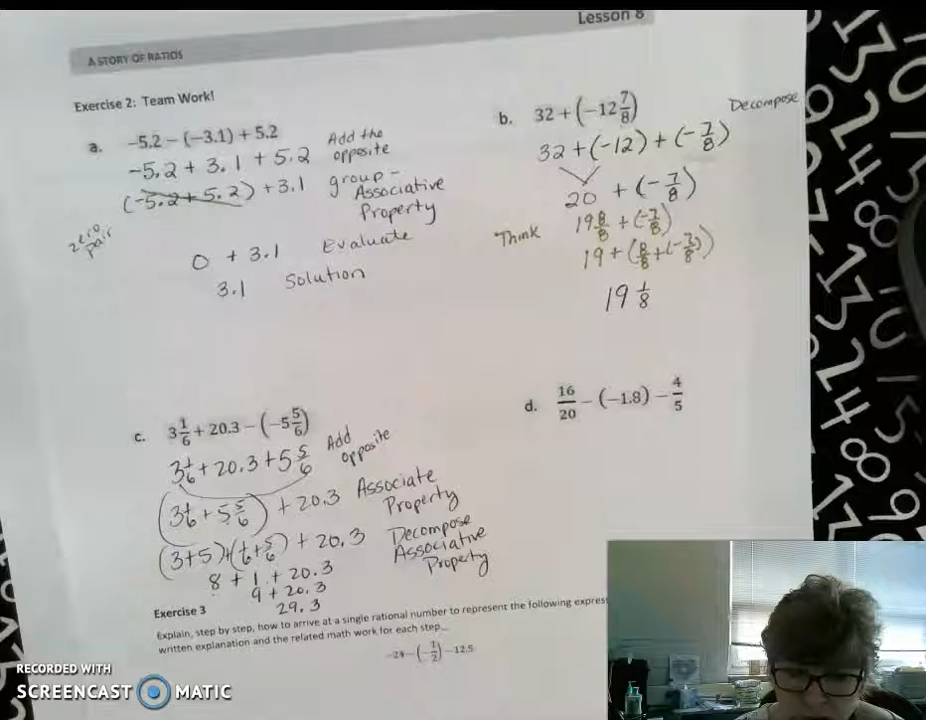 Lesson 8
A STORY OF RATIOS
Exercise 2: Team Work!
a. -5.2 - (-3.1) + 5.2
-5.2 + 3.1 + 5.2 Add the opposite
(-5.2 + 5.2) + 3.1 group - Associative Property
zero pair
0 + 3.1 Evaluate
3.1 Solution
b. 32 + (-12 7/8)
Decompose
32 + (-12) + (-7/8)
20 + (-7/8)
Think 19 8/8 + (-7/8)
19 + (8/8 + (-7/8))
19 1/8
c. 3 1/6 + 20.3 - (-5 5/6)
3 1/6 + 20.3 + 5 5/6 Add opposite
(3 1/6 + 5 5/6) + 20.3 Associate Property
(3+5)+(1/6+5/6) + 20.3 Decompose Associative Property
8 + 1 + 20.3
9 + 20.3
29.3
d. 16/20 - (-1.8) - 4/5
Exercise 3
Explain, step by step, how to arrive at a single rational number to represent the following expres
written explanation and the related math work for each step.
-24 - (-1/2) - 12.5
RECORDED WITH
SCREENCAST MATIC